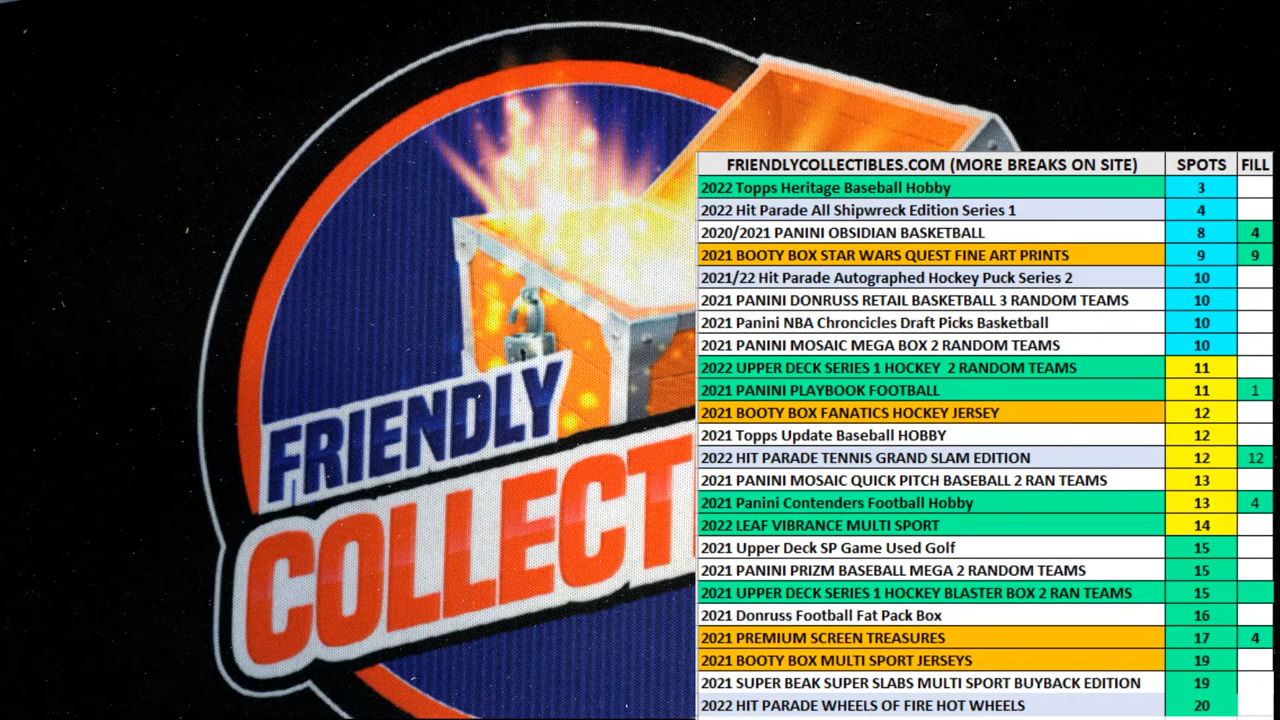 FRIENDLY
COLLECT
FRIENDLYCOLLECTIBLES.COM (MORE BREAKS ON SITE) SPOTS FILL
2022 Topps Heritage Baseball Hobby 3
2022 Hit Parade All Shipwreck Edition Series 1 4
2020/2021 PANINI OBSIDIAN BASKETBALL 8 4
2021 BOOTY BOX STAR WARS QUEST FINE ART PRINTS 9 9
2021/22 Hit Parade Autographed Hockey Puck Series 2 10
2021 PANINI DONRUSS RETAIL BASKETBALL 3 RANDOM TEAMS 10
2021 Panini NBA Chroncicles Draft Picks Basketball 10
2021 PANINI MOSAIC MEGA BOX 2 RANDOM TEAMS 10
2022 UPPER DECK SERIES 1 HOCKEY 2 RANDOM TEAMS 11
2021 PANINI PLAYBOOK FOOTBALL 11 1
2021 BOOTY BOX FANATICS HOCKEY JERSEY 12
2021 Topps Update Baseball HOBBY 12
2022 HIT PARADE TENNIS GRAND SLAM EDITION 12 12
2021 PANINI MOSAIC QUICK PITCH BASEBALL 2 RAN TEAMS 13
2021 Panini Contenders Football Hobby 13 4
2022 LEAF VIBRANCE MULTI SPORT 14
2021 Upper Deck SP Game Used Golf 15
2021 PANINI PRIZM BASEBALL MEGA 2 RANDOM TEAMS 15
2021 UPPER DECK SERIES 1 HOCKEY BLASTER BOX 2 RAN TEAMS 15
2021 Donruss Football Fat Pack Box 16
2021 PREMIUM SCREEN TREASURES 17 4
2021 BOOTY BOX MULTI SPORT JERSEYS 19
2021 SUPER BEAK SUPER SLABS MULTI SPORT BUYBACK EDITION 19
2022 HIT PARADE WHEELS OF FIRE HOT WHEELS 20